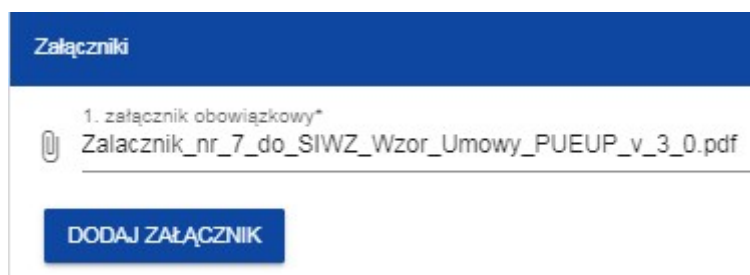 Załączniki
1. załącznik obowiązkowy*
Zalacznik_nr_7_do_SIWZ_Wzor_Umowy_PUEUP_v_3_0.pdf
DODAJ ZAŁĄCZNIK